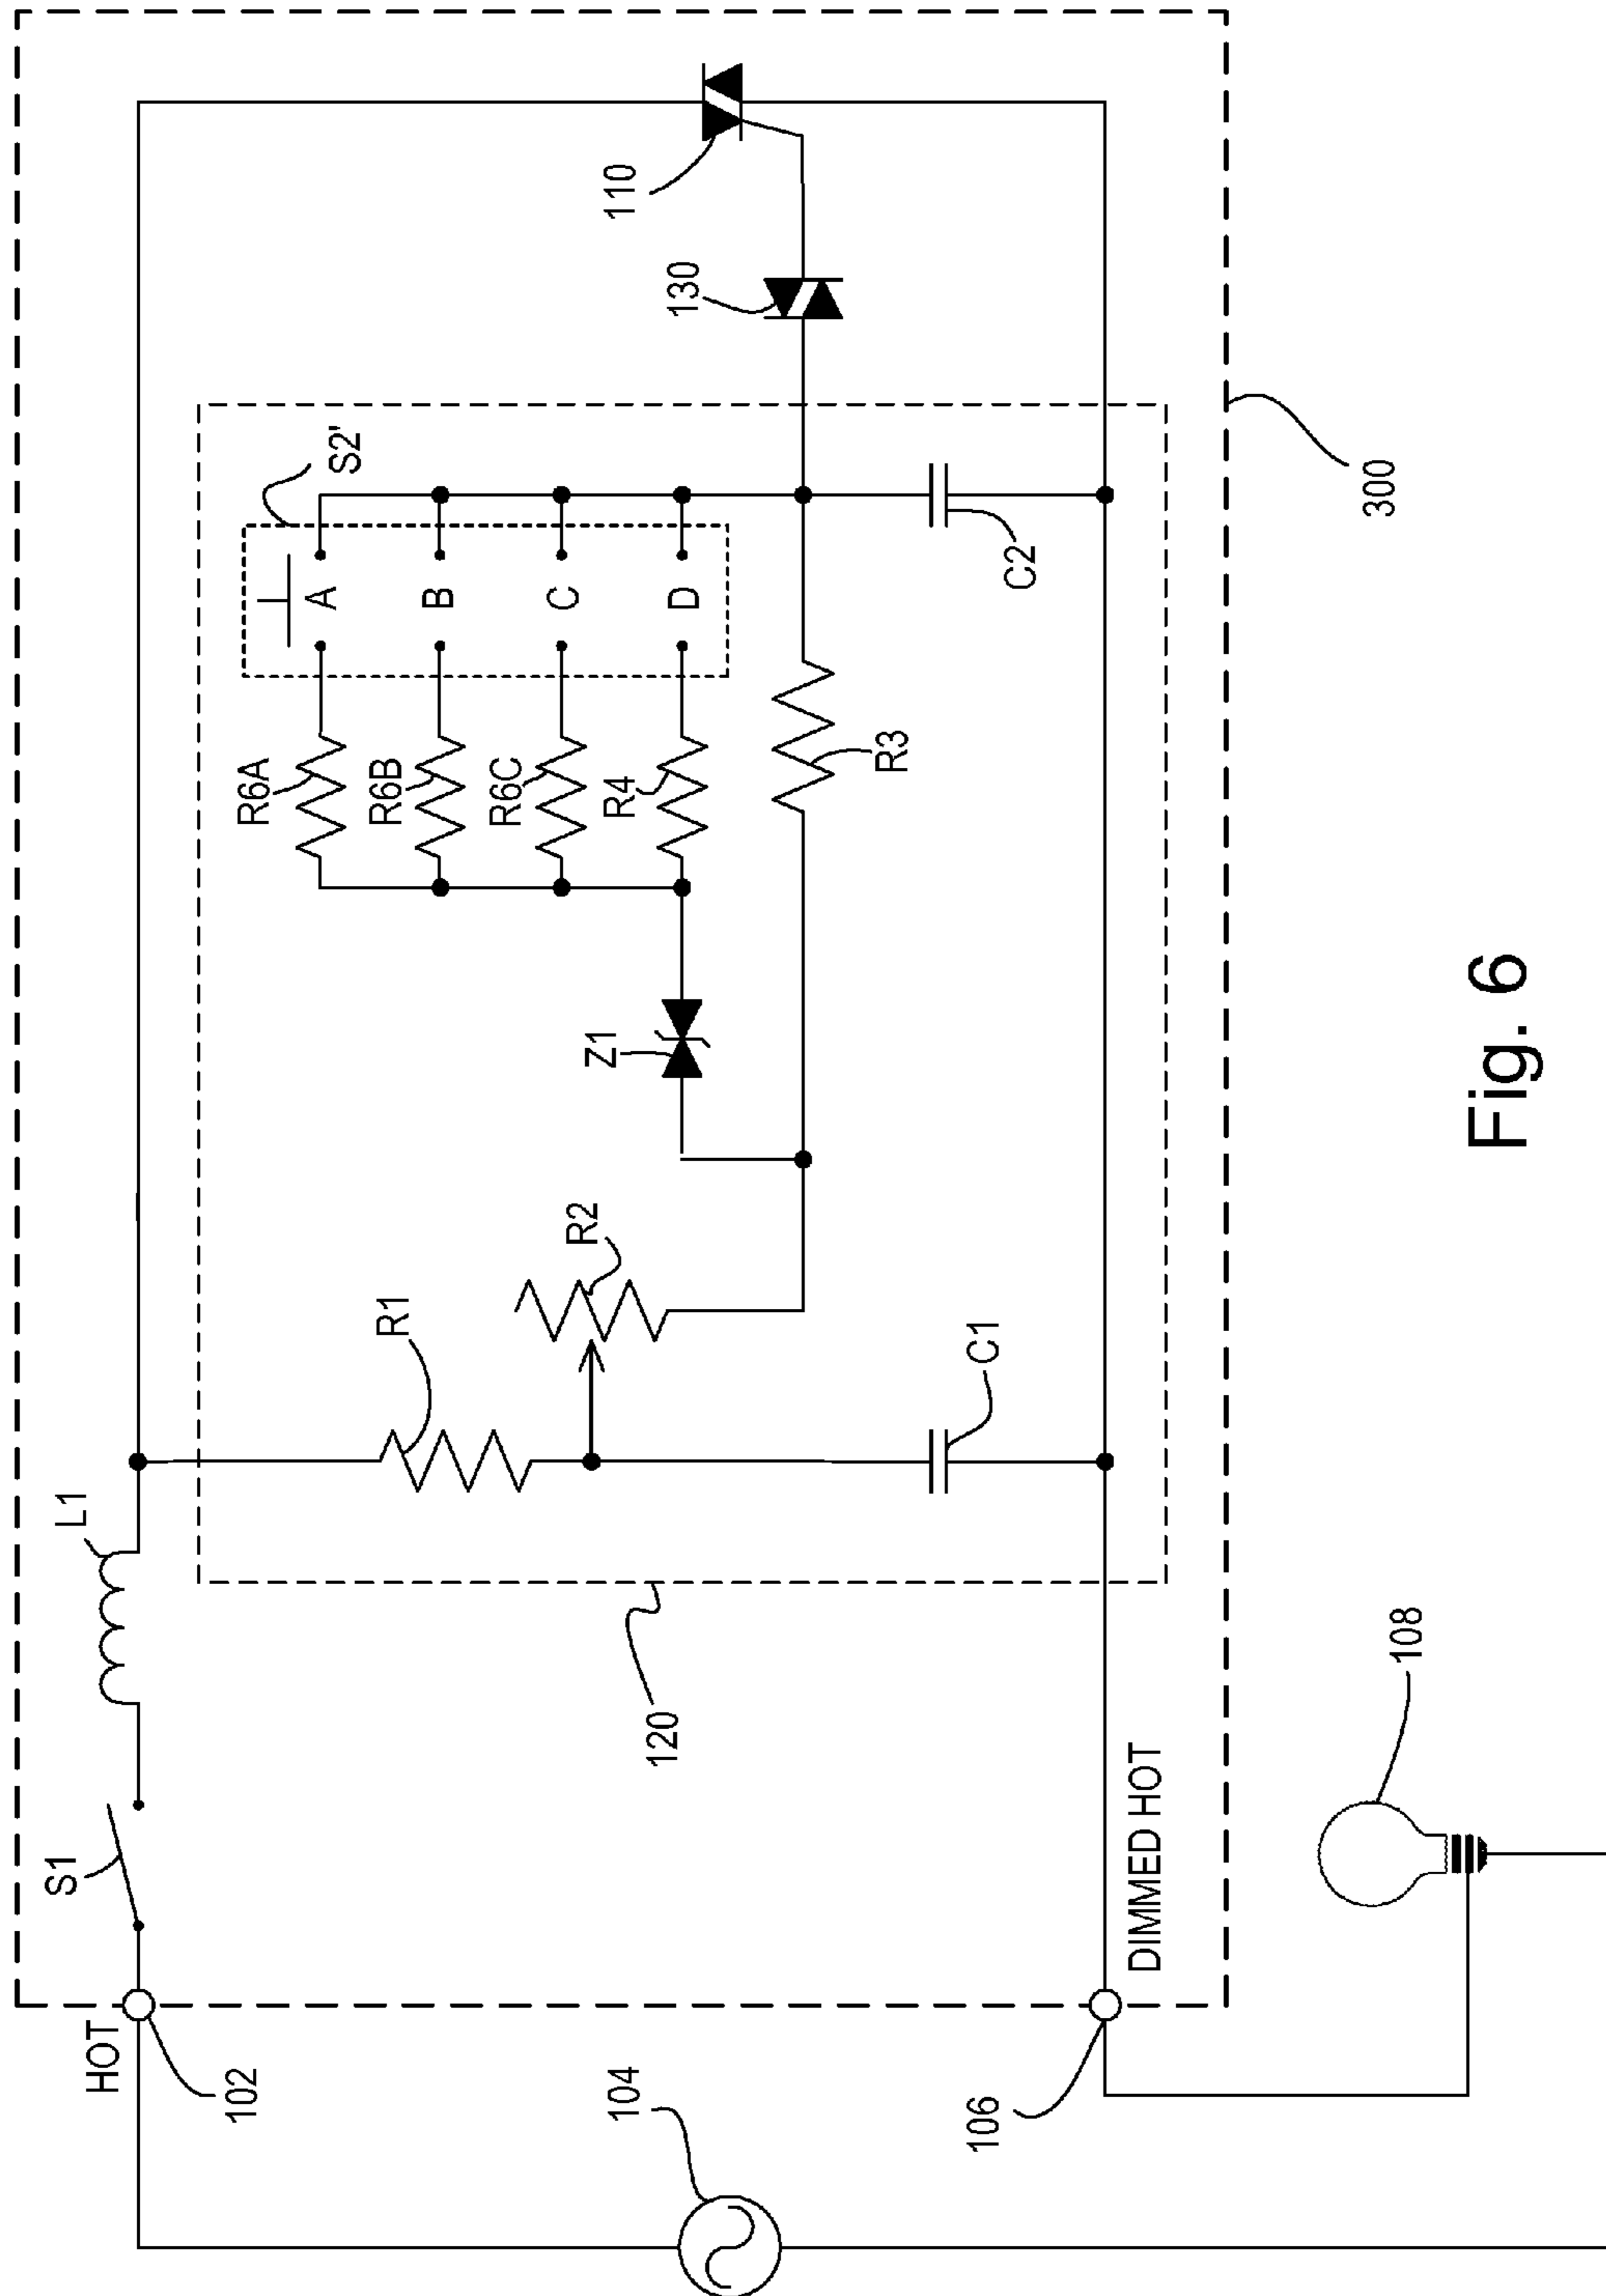 S1
L1
HOT
102
R1
R2
104
120
C1
106
DIMMED HOT
108
Z1
R6A
R6B
R6C
R4
R3
A
B
C
D
S2'
C2
130
110
300
Fig. 6